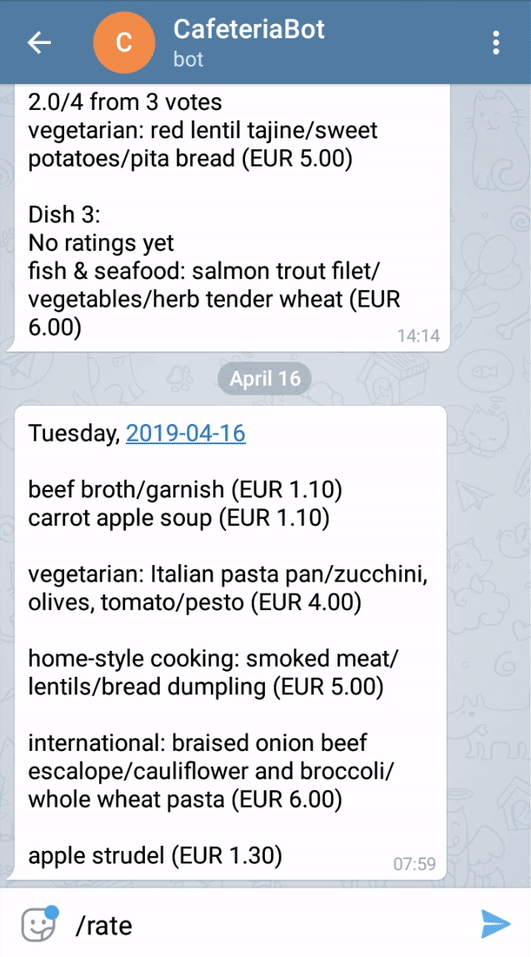 C
CafeteriaBot
bot
2.0/4 from 3 votes
vegetarian: red lentil tajine/sweet
potatoes/pita bread (EUR 5.00)
Dish 3:
No ratings yet
fish & seafood: salmon trout filet/
vegetables/herb tender wheat (EUR
6.00)
14:14
April 16
Tuesday, 2019-04-16
beef broth/garnish (EUR 1.10)
carrot apple soup (EUR 1.10)
vegetarian: Italian pasta pan/zucchini,
olives, tomato/pesto (EUR 4.00)
home-style cooking: smoked meat/
lentils/bread dumpling (EUR 5.00)
international: braised onion beef
escalope/cauliflower and broccoli/
whole wheat pasta (EUR 6.00)
apple strudel (EUR 1.30)
07:59
/rate